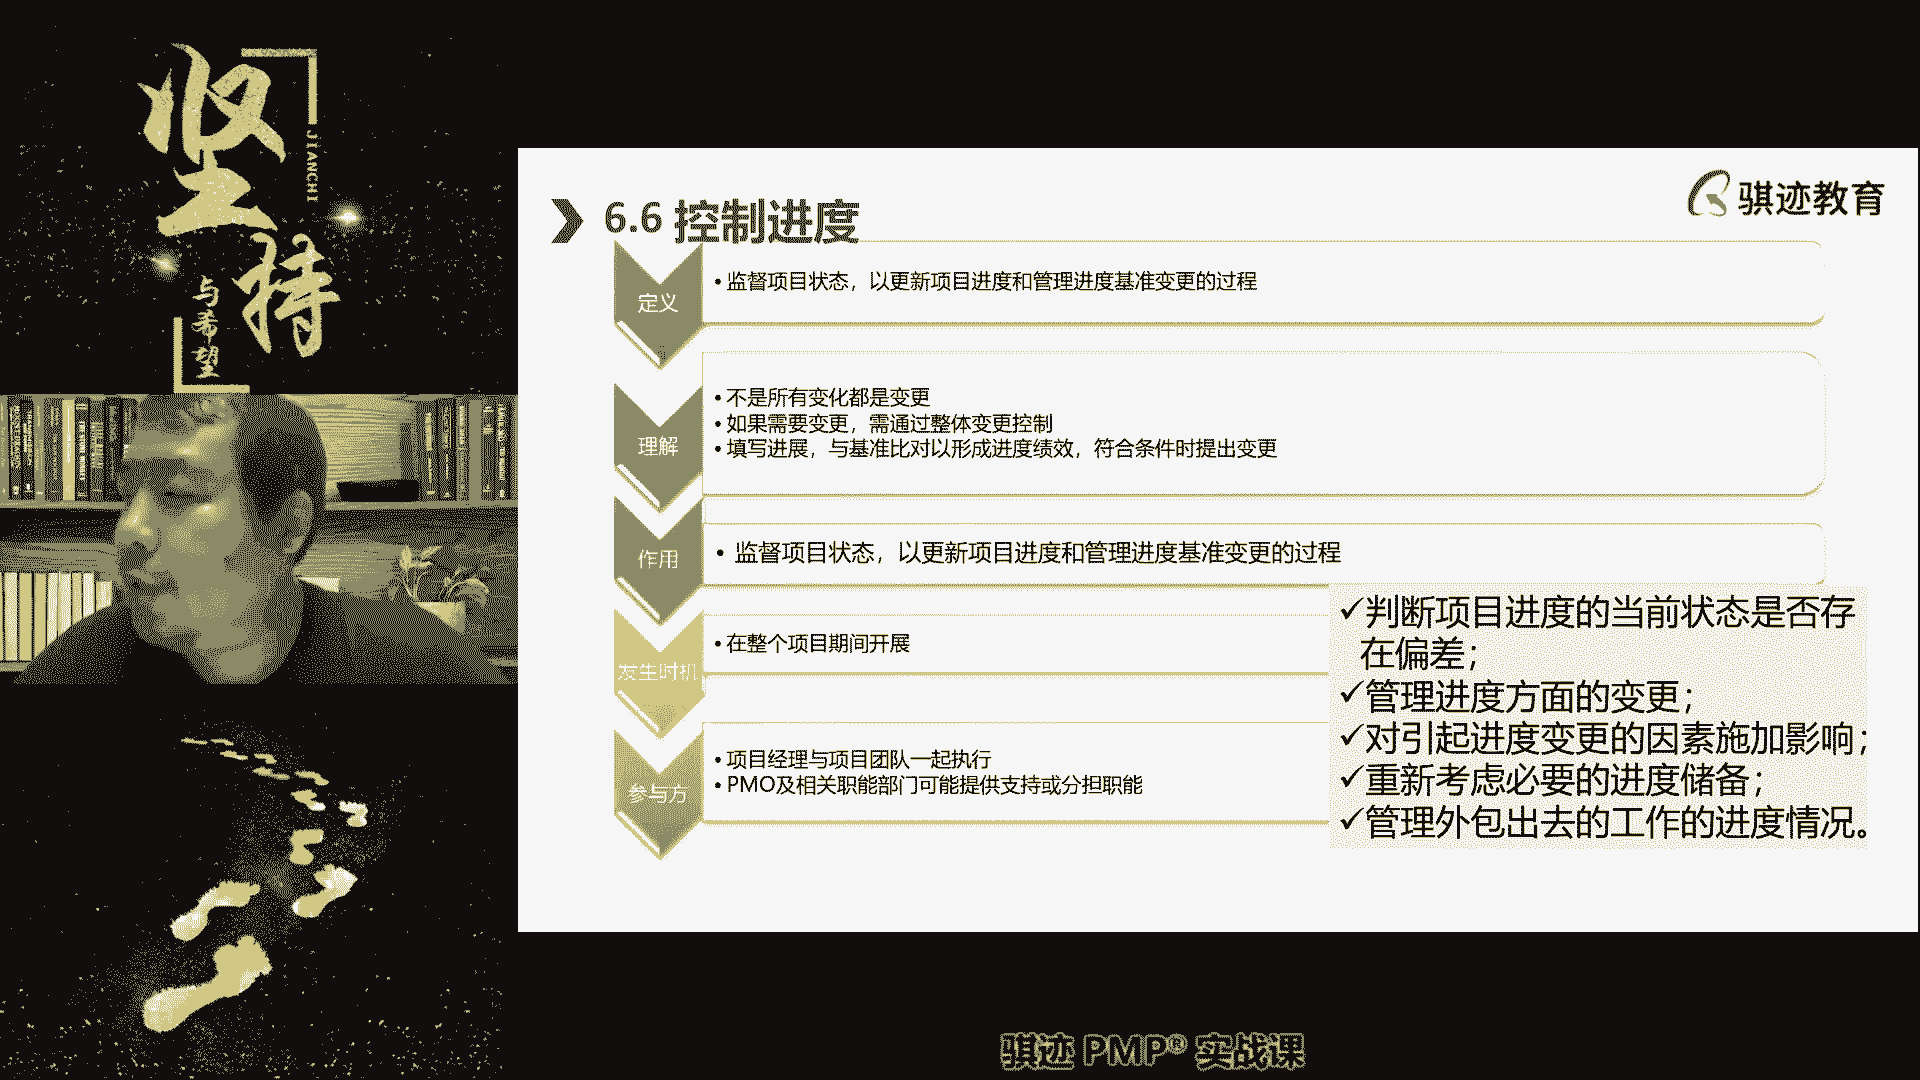 坚持
JIANCHI
与希望
骐迹教育
6.6 控制进度
定义
• 监督项目状态，以更新项目进度和管理进度基准变更的过程
理解
• 不是所有变化都是变更
• 如果需要变更，需通过整体变更控制
• 填写进展，与基准比对以形成进度绩效，符合条件时提出变更
作用
• 监督项目状态，以更新项目进度和管理进度基准变更的过程
发生时机
• 在整个项目期间开展
参与方
• 项目经理与项目团队一起执行
• PMO及相关职能部门可能提供支持或分担职能
✓判断项目进度的当前状态是否存
在偏差；
✓管理进度方面的变更；
✓对引起进度变更的因素施加影响；
✓重新考虑必要的进度储备；
✓管理外包出去的工作的进度情况。
骐迹 PMP® 实战课